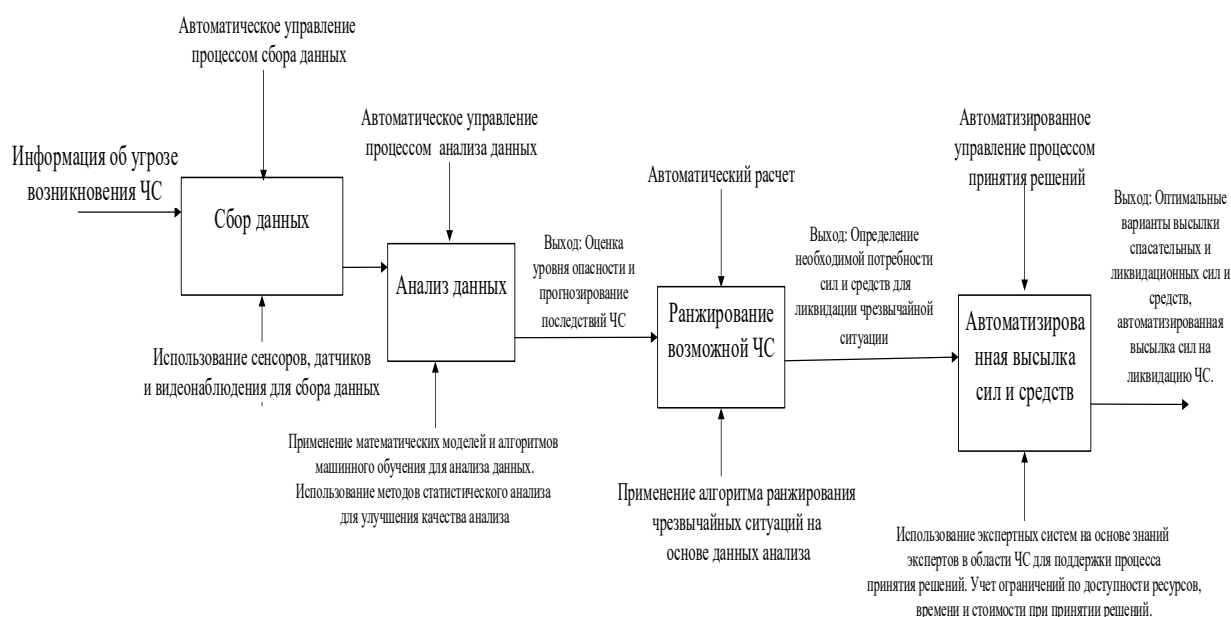 Автоматическое управление
процессом сбора данных
Информация об угрозе
возникновения ЧС
Сбор данных
Использование сенсоров, датчиков
и видеонаблюдения для сбора данных
Автоматическое управление
процессом анализа данных
Анализ данных
Применение математических моделей и алгоритмов
машинного обучения для анализа данных.
Использование методов статистического анализа
для улучшения качества анализа
Выход: Оценка
уровня опасности и
прогнозирование
последствий ЧС
Автоматический расчет
Ранжирование
возможной ЧС
Применение алгоритма ранжирования
чрезвычайных ситуаций на
основе данных анализа
Выход: Определение
необходимой потребности
сил и средств для
ликвидации чрезвычайной
ситуации
Автоматизированное
управление процессом
принятия решений
Автоматизирова
нная высылка
сил и средств
Использование экспертных систем на основе знаний
экспертов в области ЧС для поддержки процесса
принятия решений. Учет ограничений по доступности ресурсов,
времени и стоимости при принятии решений.
Выход: Оптимальные
варианты высылки
спасательных и
ликвидационных сил и
средств,
автоматизированная
высылка сил на
ликвидацию ЧС.